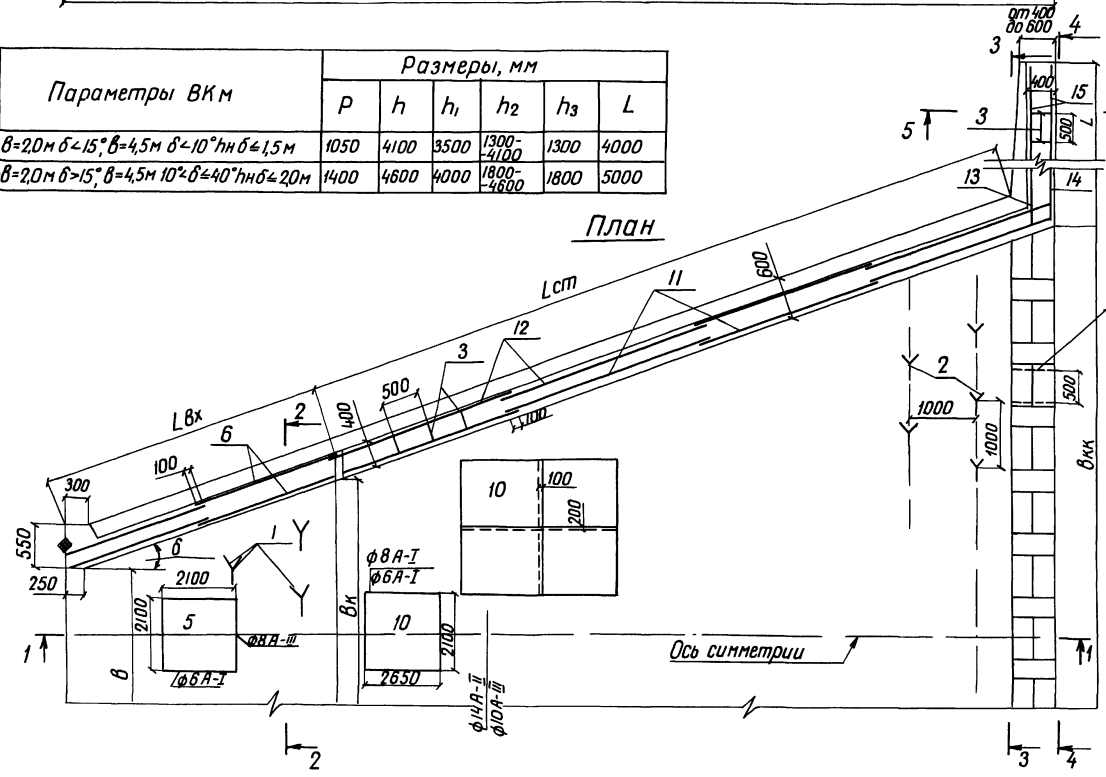 от 400
до 600
4
3
Размеры, мм
Параметры ВКм
P
h
h₁
h₂
h₃
L
в=2,0м б<15°, в=4,5м б<10° hнб≤1,5м
1050
4100
3500
1300-
-4100
1300
4000
в=2,0м б>15°, в=4,5м 10°<б≤40° hнб≤2,0м
1400
4600
4000
1800-
-4600
1800
5000
400
15
5
3
500
L
13
14
План
600
Lст
11
12
3
500
2
Lвх
2
400
100
1000
500
1000
Вкк
6
100
300
10
100
200
550
б
1
250
2100
ф8А-I
ф6А-I
Вк
5
2100
ф8А-III
10
2100
1
в
ф6А-I
2650
Ось симметрии
1
ф14А-II
ф10А-III
2
3
4